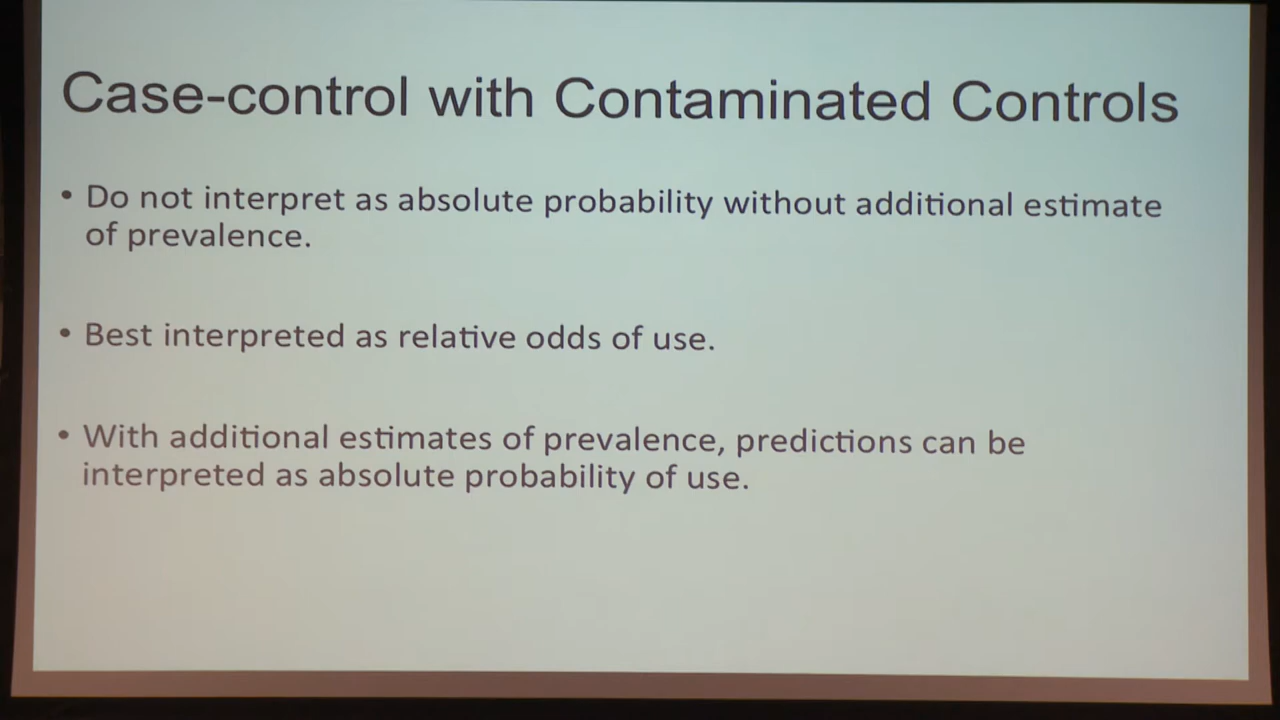 Case-control with Contaminated Controls
• Do not interpret as absolute probability without additional estimate
of prevalence.
• Best interpreted as relative odds of use.
• With additional estimates of prevalence, predictions can be
interpreted as absolute probability of use.